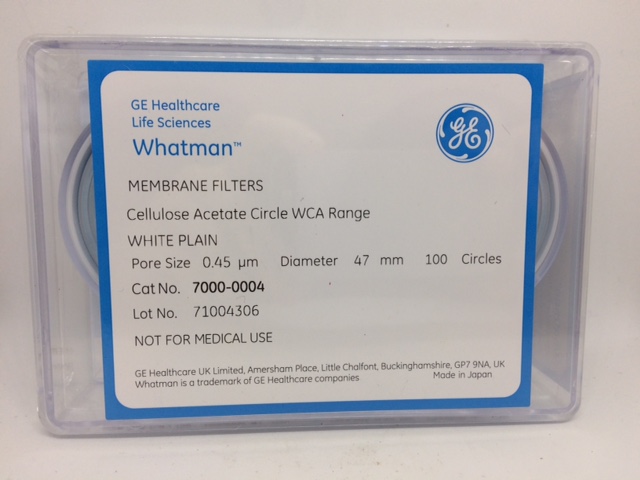 GE Healthcare
Life Sciences
Whatman™
GE
MEMBRANE FILTERS
Cellulose Acetate Circle WCA Range
WHITE PLAIN
Pore Size 0.45 µm Diameter 47 mm 100 Circles
Cat No. 7000-0004
Lot No. 71004306
NOT FOR MEDICAL USE
GE Healthcare UK Limited, Amersham Place, Little Chalfont, Buckinghamshire, GP7 9NA, UK
Whatman is a trademark of GE Healthcare companies Made in Japan